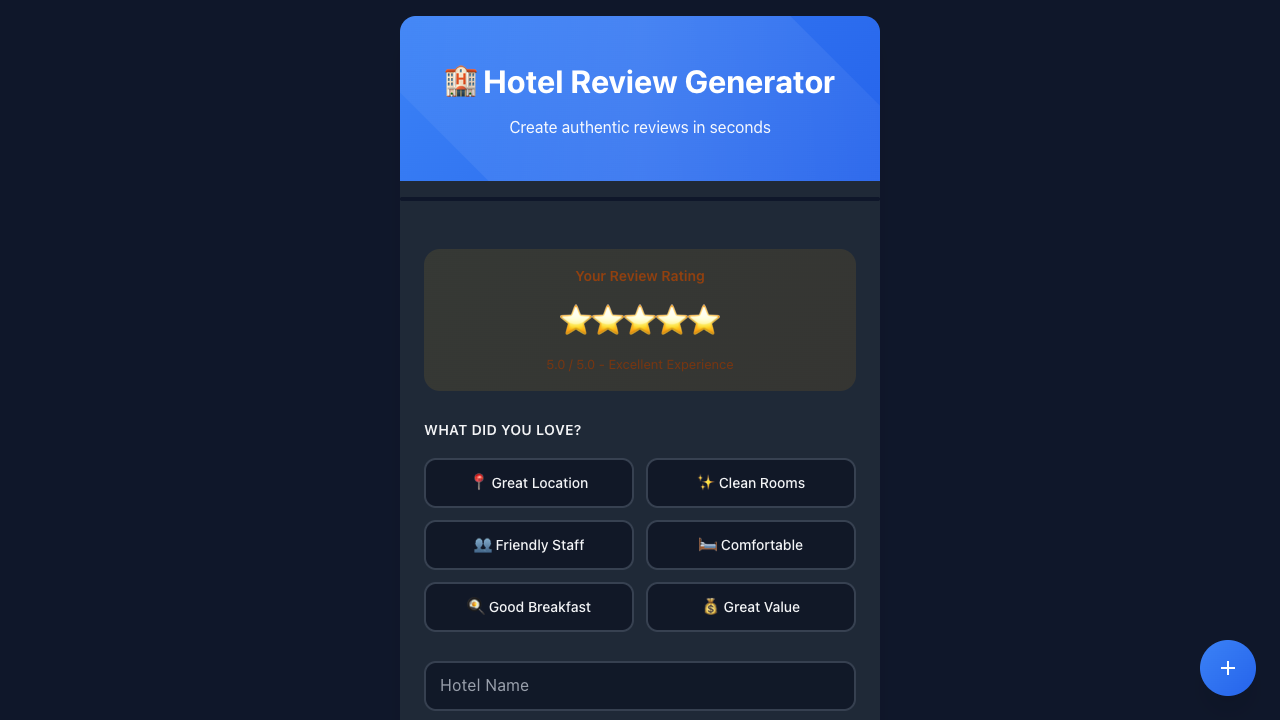 🏨 Hotel Review Generator
Create authentic reviews in seconds
Your Review Rating
⭐⭐⭐⭐⭐
5.0 / 5.0 - Excellent Experience
WHAT DID YOU LOVE?
📍 Great Location
✨ Clean Rooms
👥 Friendly Staff
🛏️ Comfortable
🍳 Good Breakfast
💰 Great Value
Hotel Name
+